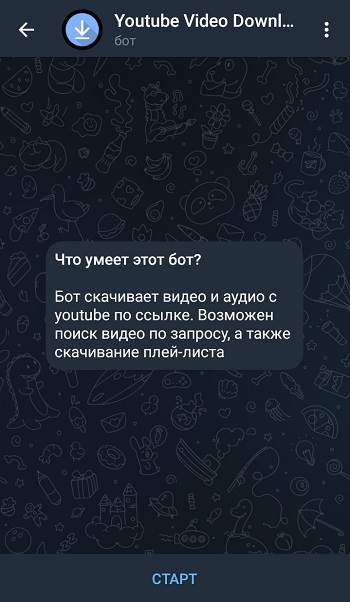 Youtube Video Downl...
бот
Что умеет этот бот?
Бот скачивает видео и аудио с
youtube по ссылке. Возможен
поиск видео по запросу, а также
скачивание плей-листа
СТАРТ